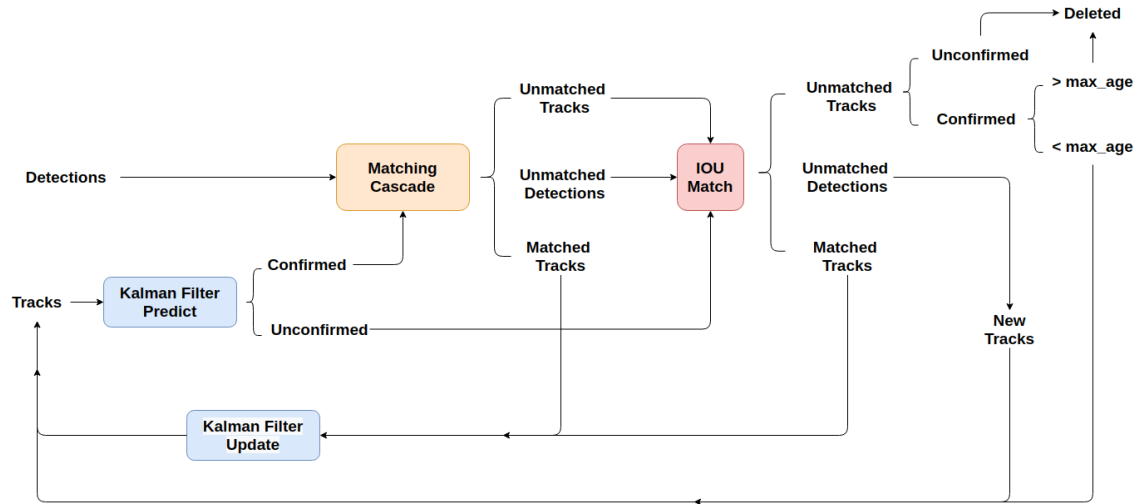 Deleted
Unconfirmed
> max_age
Unmatched
Tracks
Unmatched
Tracks
Confirmed
< max_age
Detections
Matching
Cascade
Unmatched
Detections
IOU
Match
Unmatched
Detections
Matched
Tracks
Matched
Tracks
Confirmed
Tracks
Kalman Filter
Predict
Unconfirmed
New
Tracks
Kalman Filter
Update